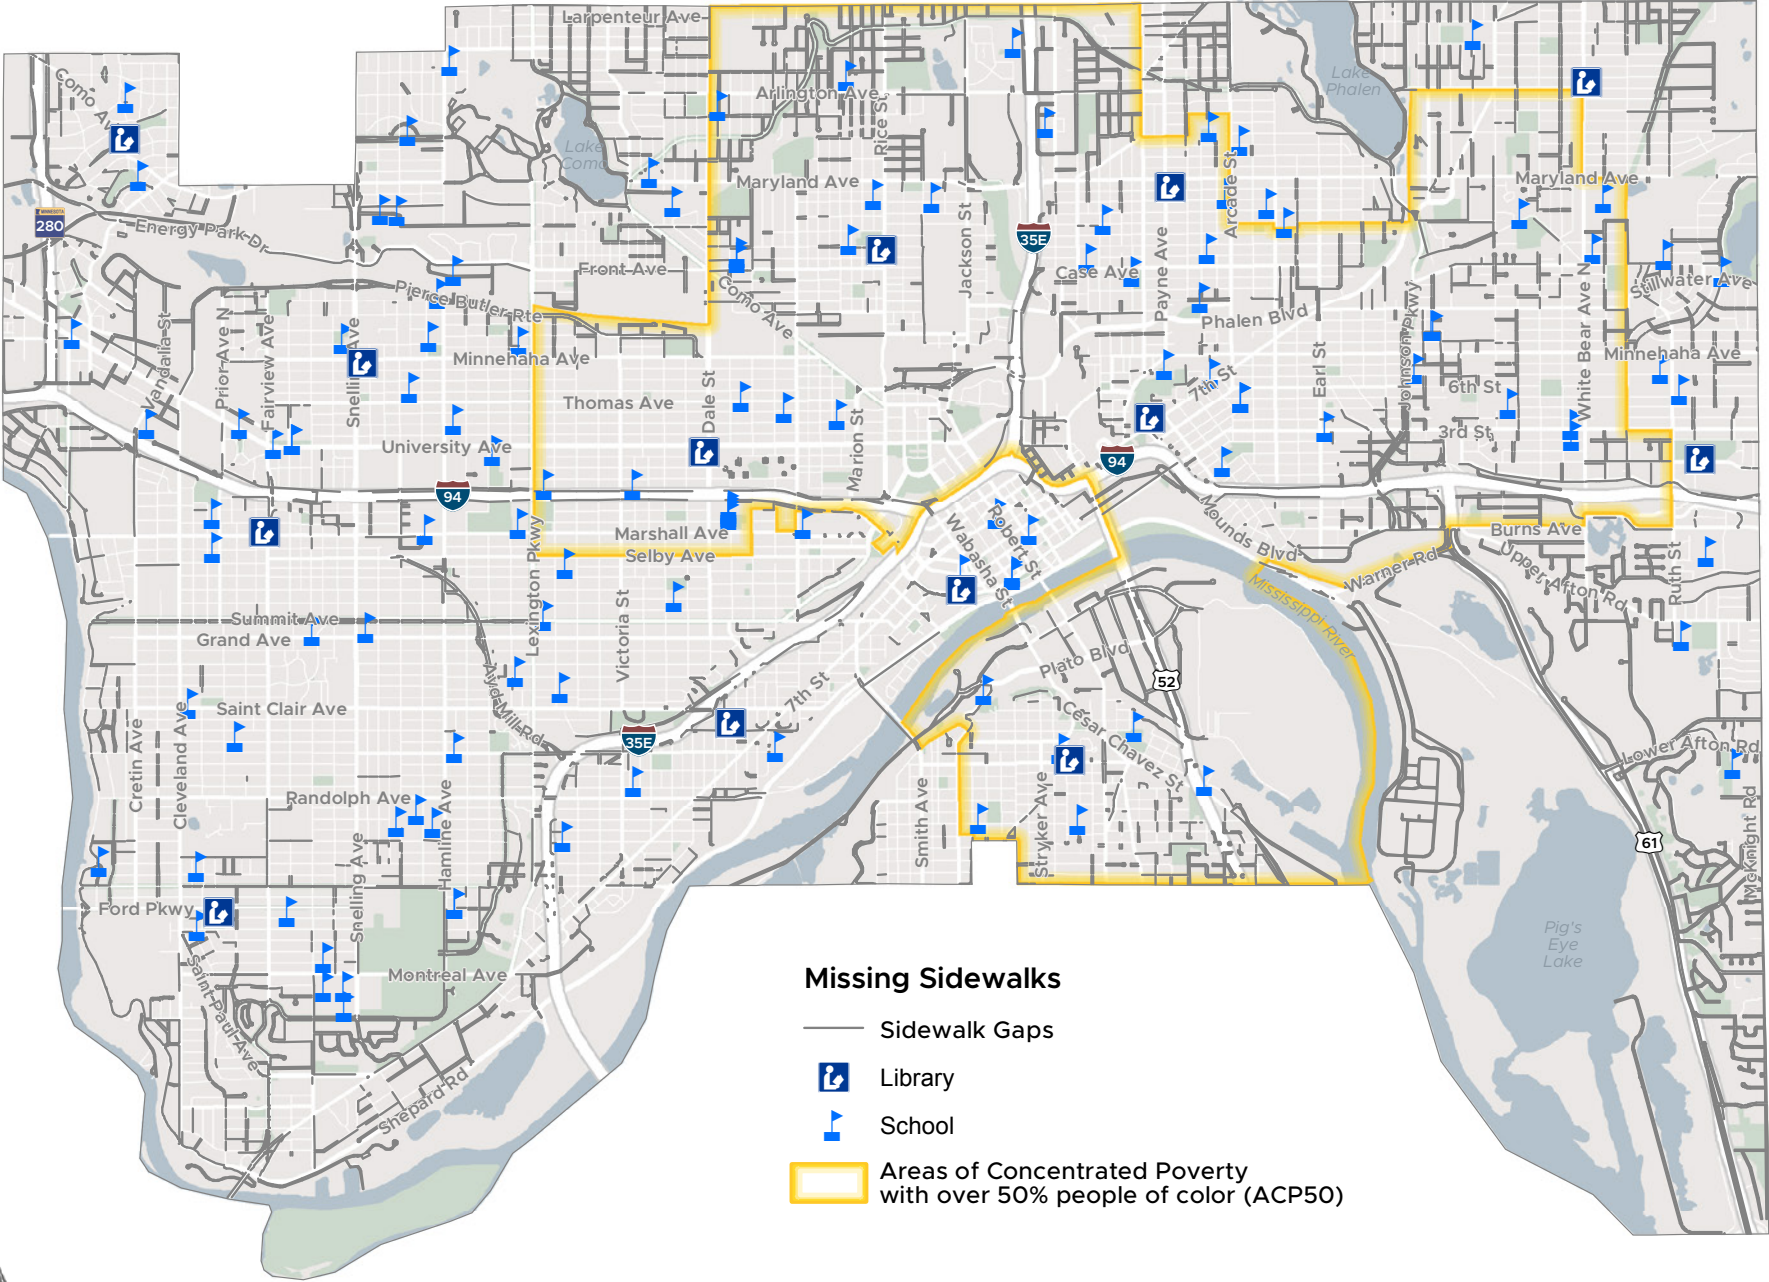 Larpenteur Ave
Como Av
Arlington Ave
Rice St
Lake
Phalen
Lake
Como
Maryland Ave
Maryland Ave
Arcade St
MINNESOTA
280
Energy Park Dr
Jackson St
35E
Payne Ave
Front Ave
Case Ave
Como Ave
Pierce Butler Rte
Stillwater Ave
Phalen Blvd
Johnson Pkwy
White Bear Ave N
Vandalia St
Prior Ave N
Fairview Ave
Snelling Ave
Minnehaha Ave
Minnehaha Ave
Earl St
Dale St
7th St
6th St
Thomas Ave
Marion St
University Ave
3rd St
94
94
Marshall Ave
Selby Ave
Lexington Pkwy
Wabasha St
Robert St
Mounds Blvd
Burns Ave
Upper Afton Rd
Ruth St
Warner Rd
Mississippi River
Summit Ave
Grand Ave
Victoria St
Plato Blvd
52
Ayd Mill Rd
7th St
Saint Clair Ave
César Chavez St
35E
Lower Afton Rd
Cretin Ave
Cleveland Ave
Randolph Ave
Hamline Ave
Snelling Ave
Smith Ave
Stryker Ave
McKnight Rd
61
Ford Pkwy
Pig's
Eye
Lake
Montreal Ave
Saint Paul Ave
Shepard Rd
Missing Sidewalks
Sidewalk Gaps
Library
School
Areas of Concentrated Poverty
with over 50% people of color (ACP50)